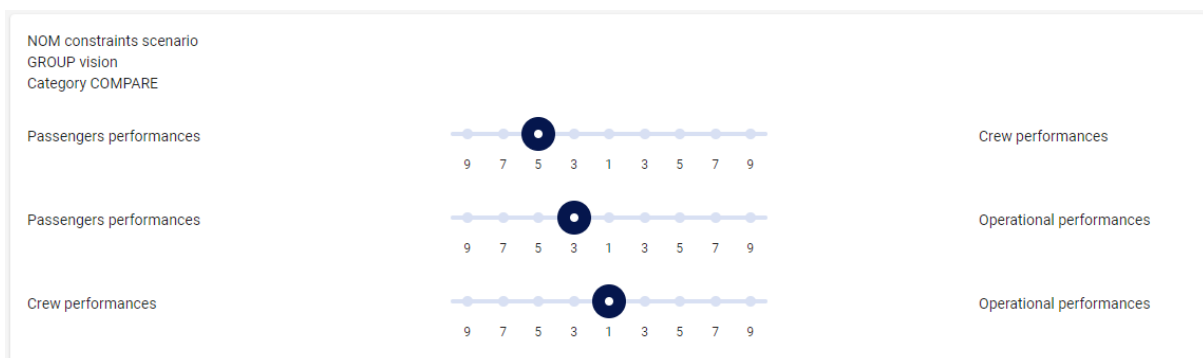 NOM constraints scenario
GROUP vision
Category COMPARE
Passengers performances Crew performances
9 7 5 3 1 3 5 7 9
Passengers performances Operational performances
9 7 5 3 1 3 5 7 9
Crew performances Operational performances
9 7 5 3 1 3 5 7 9